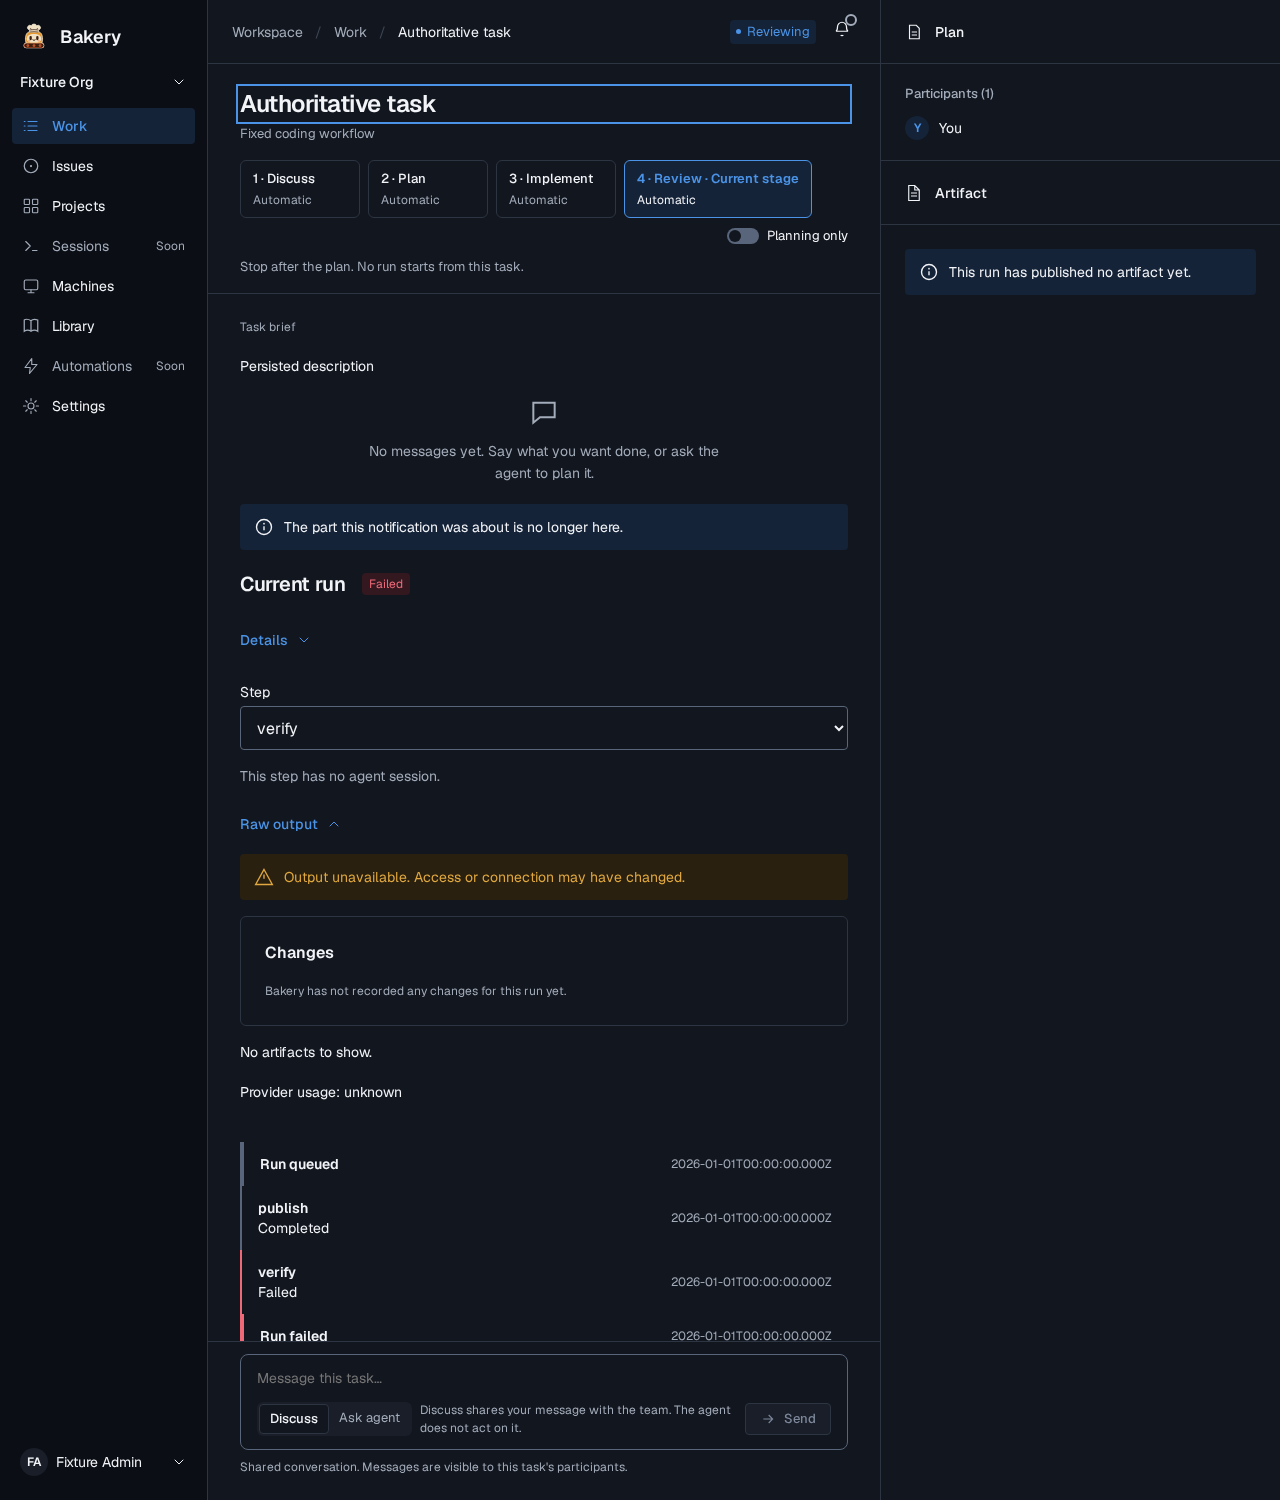 Bakery
Fixture Org
Work
Issues
Projects
Sessions Soon
Machines
Library
Automations Soon
Settings
FA Fixture Admin
Workspace / Work / Authoritative task
Reviewing
Authoritative task
Fixed coding workflow
1 · Discuss
Automatic
2 · Plan
Automatic
3 · Implement
Automatic
4 · Review · Current stage
Automatic
Planning only
Stop after the plan. No run starts from this task.
Task brief
Persisted description
No messages yet. Say what you want done, or ask the
agent to plan it.
The part this notification was about is no longer here.
Current run Failed
Details
Step
verify
This step has no agent session.
Raw output
Output unavailable. Access or connection may have changed.
Changes
Bakery has not recorded any changes for this run yet.
No artifacts to show.
Provider usage: unknown
Run queued 2026-01-01T00:00:00.000Z
publish
Completed 2026-01-01T00:00:00.000Z
verify
Failed 2026-01-01T00:00:00.000Z
Run failed 2026-01-01T00:00:00.000Z
Message this task...
Discuss Ask agent
Discuss shares your message with the team. The agent
does not act on it.
Send
Shared conversation. Messages are visible to this task's participants.
Plan
Participants (1)
Y You
Artifact
This run has published no artifact yet.